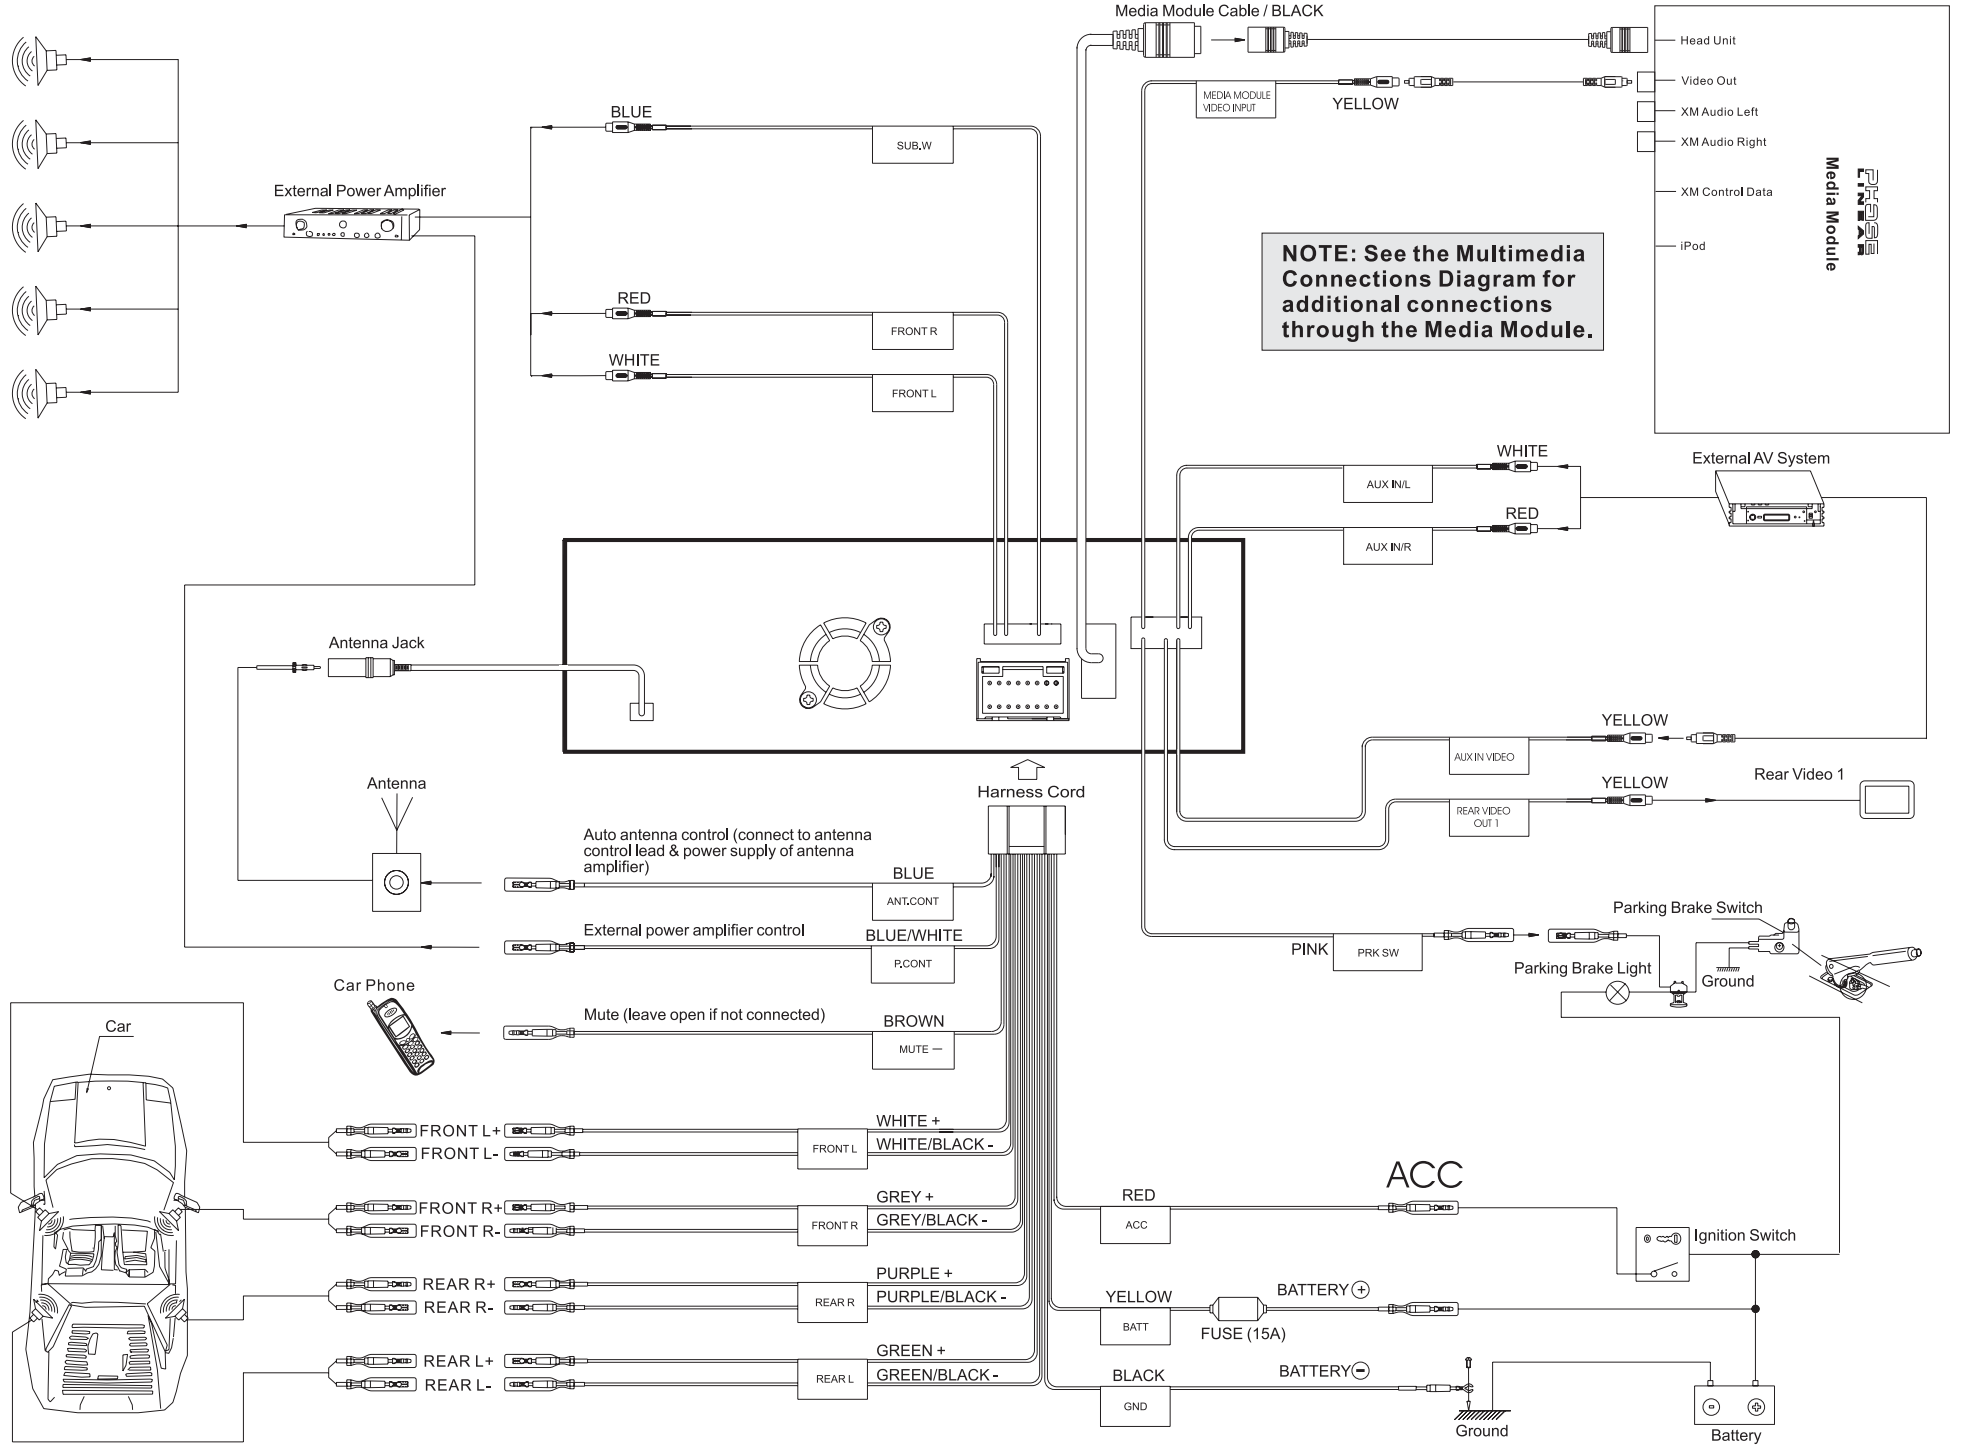 Media Module Cable / BLACK
Head Unit
Video Out
XM Audio Left
XM Audio Right
XM Control Data
iPod
PHASE
LINEAR
Media Module
MEDIA MODULE
VIDEO INPUT
YELLOW
BLUE
SUB.W
External Power Amplifier
RED
FRONT R
WHITE
FRONT L
NOTE: See the Multimedia
Connections Diagram for
additional connections
through the Media Module.
WHITE
AUX IN/L
RED
AUX IN/R
External AV System
Antenna Jack
YELLOW
AUX IN VIDEO
YELLOW
REAR VIDEO
OUT 1
Rear Video 1
Harness Cord
Antenna
Auto antenna control (connect to antenna
control lead & power supply of antenna
amplifier)
BLUE
ANT.CONT
External power amplifier control
BLUE/WHITE
P.CONT
PINK
PRK SW
Parking Brake Switch
Parking Brake Light
Ground
Car Phone
Mute (leave open if not connected)
BROWN
MUTE —
Car
FRONT L+
FRONT L-
WHITE +
WHITE/BLACK -
FRONT L
FRONT R+
FRONT R-
GREY +
GREY/BLACK -
FRONT R
REAR R+
REAR R-
PURPLE +
PURPLE/BLACK -
REAR R
REAR L+
REAR L-
GREEN +
GREEN/BLACK -
REAR L
RED
ACC
ACC
Ignition Switch
YELLOW
BATT
FUSE (15A)
BATTERY +
BLACK
GND
BATTERY -
Ground
- +
Battery